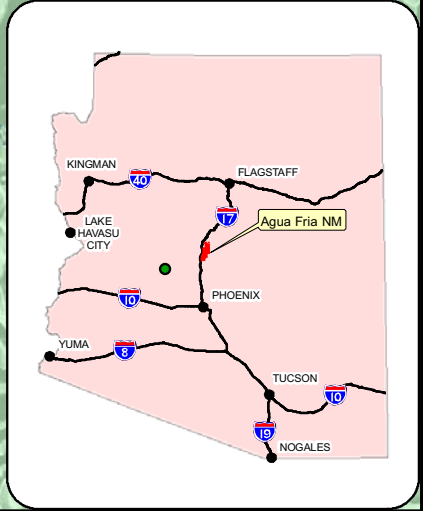 KINGMAN
40
FLAGSTAFF
17
Agua Fria NM
LAKE
HAVASU
CITY
10
PHOENIX
YUMA
8
TUCSON
10
19
NOGALES